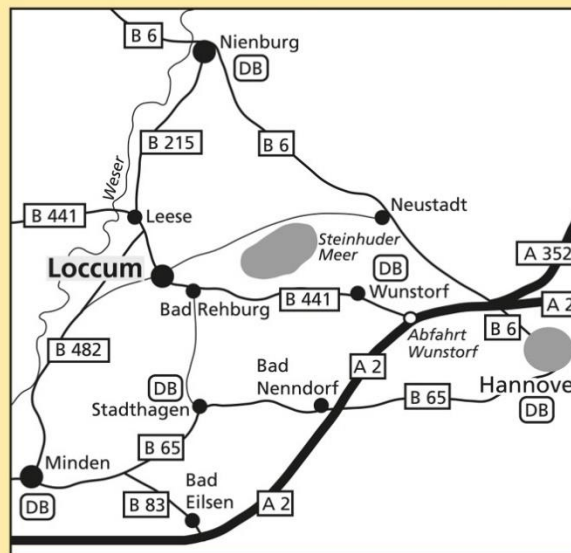 B 6
Nienburg
DB
B 215
B 6
Weser
B 441
Leese
Neustadt
Steinhuder
Meer
A 352
Loccum
DB
Bad Rehburg
B 441
Wunstorf
A 2
Abfahrt
Wunstorf
B 6
B 482
A 2
Bad
Nenndorf
Hannove
DB
DB
Stadthagen
B 65
B 65
Minden
DB
Bad
Eilsen
B 83
A 2